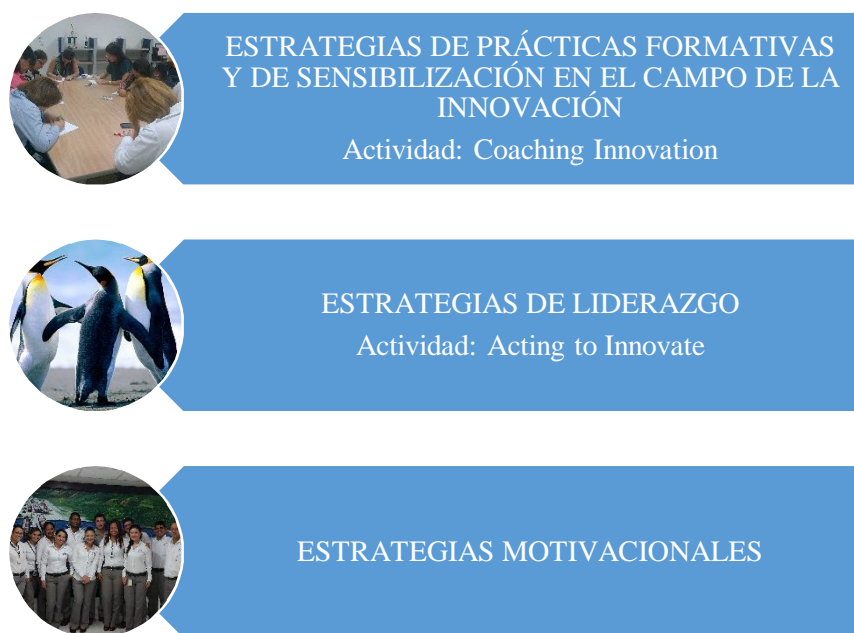 ESTRATEGIAS DE PRÁCTICAS FORMATIVAS
Y DE SENSIBILIZACIÓN EN EL CAMPO DE LA
INNOVACIÓN
Actividad: Coaching Innovation
ESTRATEGIAS DE LIDERAZGO
Actividad: Acting to Innovate
ESTRATEGIAS MOTIVACIONALES